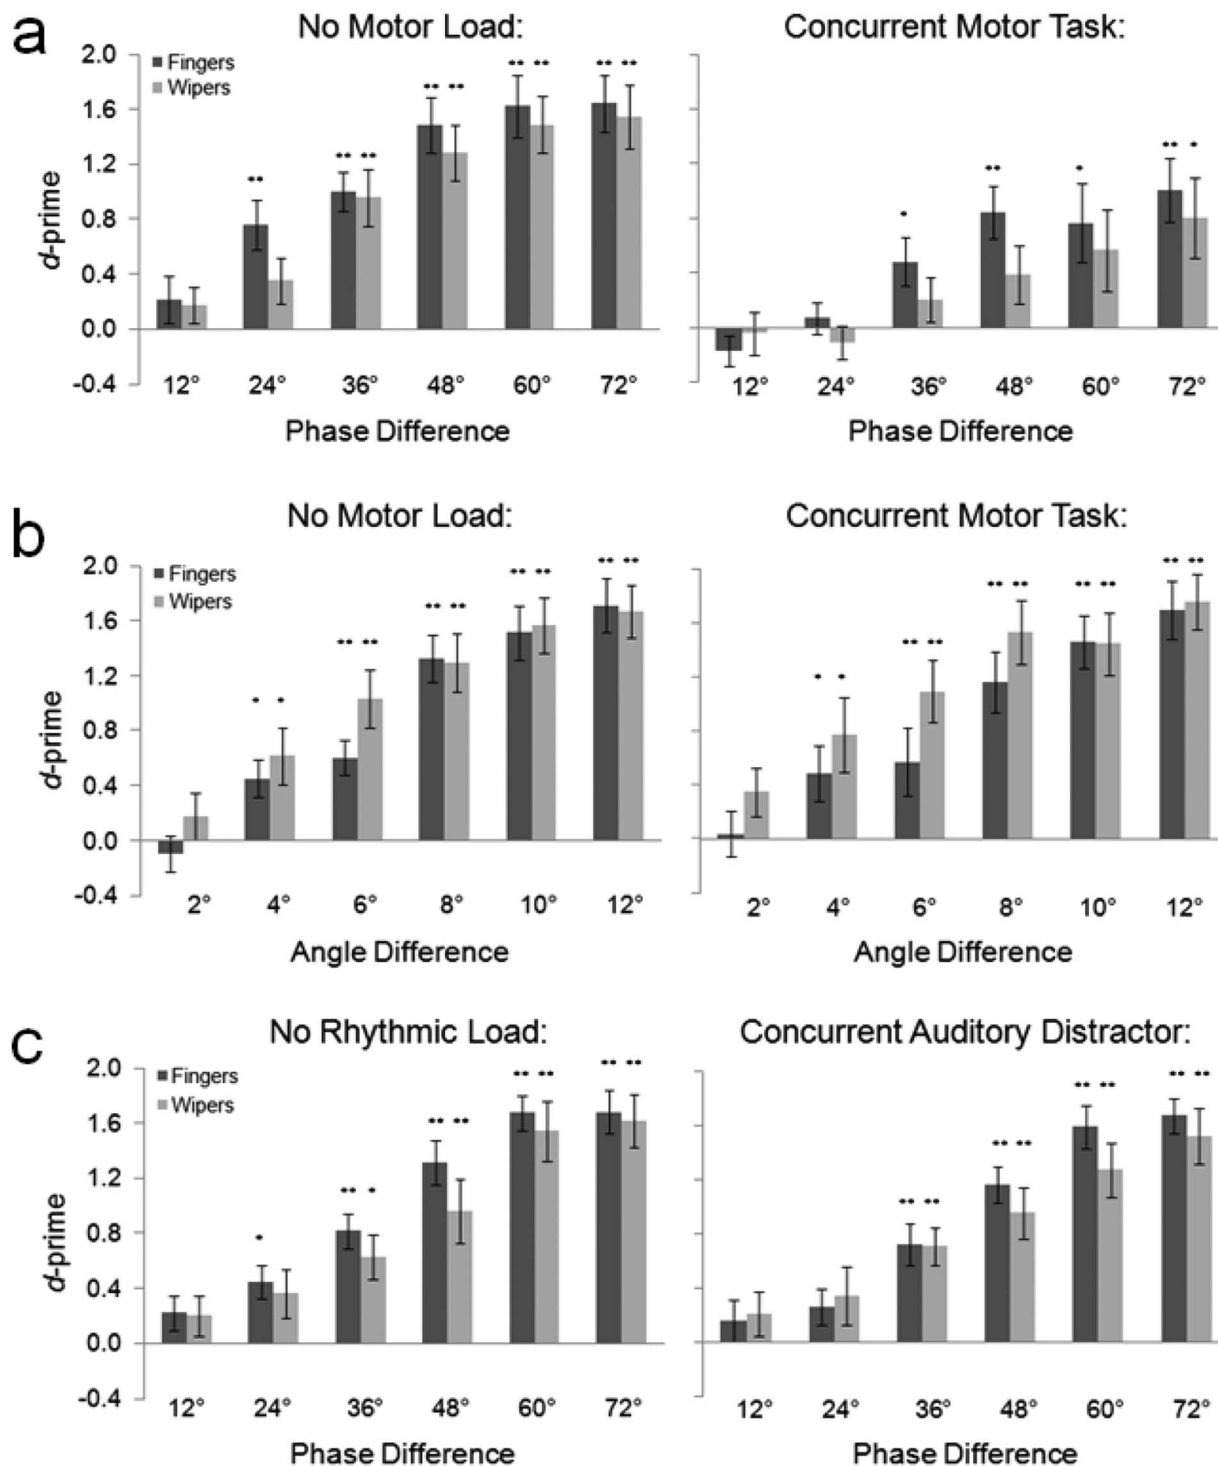 a
No Motor Load:
Concurrent Motor Task:
2.0
1.6
1.2
0.8
0.4
0.0
-0.4
d-prime
Fingers
Wipers
** ** ** ** ** ** ** ** **
* ** * ** *
12° 24° 36° 48° 60° 72°
12° 24° 36° 48° 60° 72°
Phase Difference
Phase Difference
b
No Motor Load:
Concurrent Motor Task:
2.0
1.6
1.2
0.8
0.4
0.0
-0.4
d-prime
Fingers
Wipers
* * ** ** ** ** ** ** ** **
* * ** ** ** ** ** ** ** **
2° 4° 6° 8° 10° 12°
2° 4° 6° 8° 10° 12°
Angle Difference
Angle Difference
c
No Rhythmic Load:
Concurrent Auditory Distractor:
2.0
1.6
1.2
0.8
0.4
0.0
-0.4
d-prime
Fingers
Wipers
* ** * ** ** ** ** ** **
** ** ** ** ** ** ** **
12° 24° 36° 48° 60° 72°
12° 24° 36° 48° 60° 72°
Phase Difference
Phase Difference